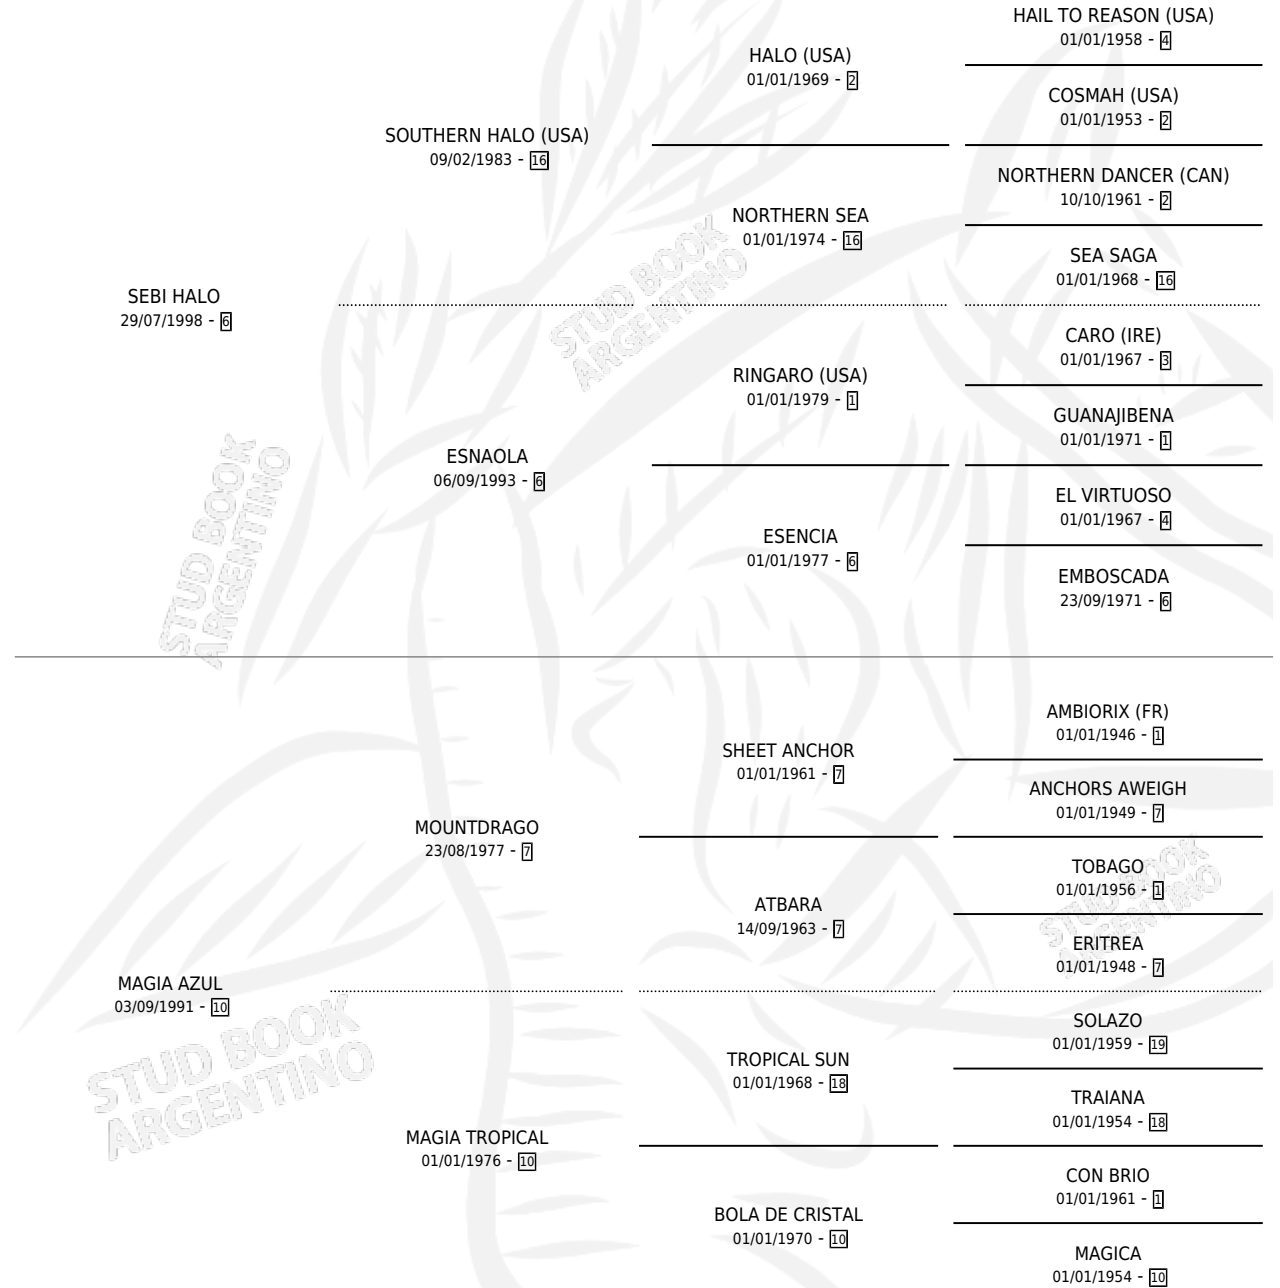 HAIL TO REASON (USA)
01/01/1958 - 4
HALO (USA)
01/01/1969 - 2
COSMAH (USA)
01/01/1953 - 2
SOUTHERN HALO (USA)
09/02/1983 - 16
NORTHERN DANCER (CAN)
10/10/1961 - 2
NORTHERN SEA
01/01/1974 - 16
SEA SAGA
01/01/1968 - 16
SEBI HALO
29/07/1998 - 6
STUD BOOK
ARGENTINO
CARO (IRE)
01/01/1967 - 3
RINGARO (USA)
01/01/1979 - 1
GUANAJIBENA
01/01/1971 - 1
ESNAOLA
06/09/1993 - 6
EL VIRTUOSO
01/01/1967 - 4
ESENCIA
01/01/1977 - 6
EMBOSCADA
23/09/1971 - 6
STUD BOOK
ARGENTINO
AMBIORIX (FR)
01/01/1946 - 1
SHEET ANCHOR
01/01/1961 - 7
ANCHORS AWEIGH
01/01/1949 - 7
MOUNTDRAGO
23/08/1977 - 7
TOBAGO
01/01/1956 - 1
ATBARA
14/09/1963 - 7
ERITREA
01/01/1948 - 7
STUD BOOK
ARGENTINO
MAGIA AZUL
03/09/1991 - 10
SOLAZO
01/01/1959 - 19
TROPICAL SUN
01/01/1968 - 18
TRAIANA
01/01/1954 - 18
STUD BOOK
ARGENTINO
MAGIA TROPICAL
01/01/1976 - 10
CON BRIO
01/01/1961 - 1
BOLA DE CRISTAL
01/01/1970 - 10
MAGICA
01/01/1954 - 10